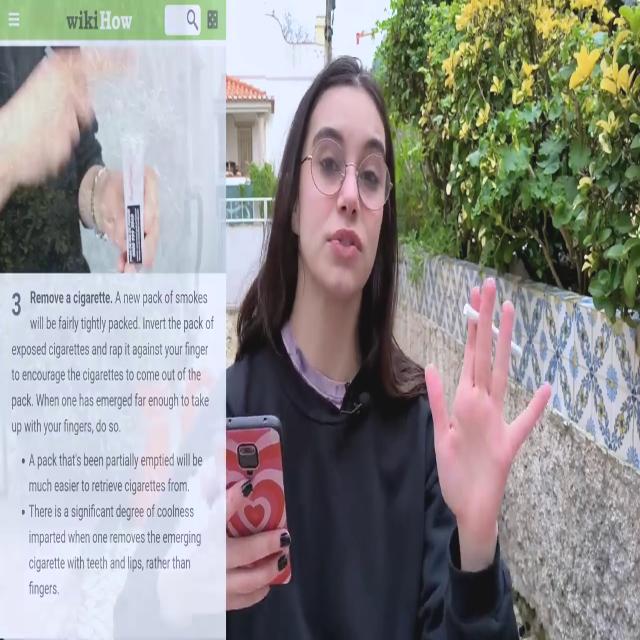 wikiHow
3 Remove a cigarette. A new pack of smokes
will be fairly tightly packed. Invert the pack of
exposed cigarettes and rap it against your finger
to encourage the cigarettes to come out of the
pack. When one has emerged far enough to take
up with your fingers, do so.
• A pack that's been partially emptied will be
much easier to retrieve cigarettes from.
• There is a significant degree of coolness
imparted when one removes the emerging
cigarette with teeth and lips, rather than
fingers.